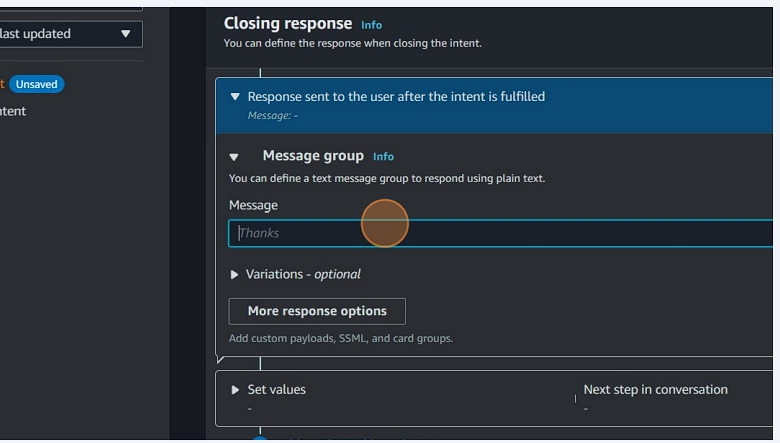 last updated
t Unsaved
ntent
Closing response Info
You can define the response when closing the intent.
Response sent to the user after the intent is fulfilled
Message: -
Message group Info
You can define a text message group to respond using plain text.
Message
Thanks
Variations - optional
More response options
Add custom payloads, SSML, and card groups.
Set values
-
Next step in conversation
-